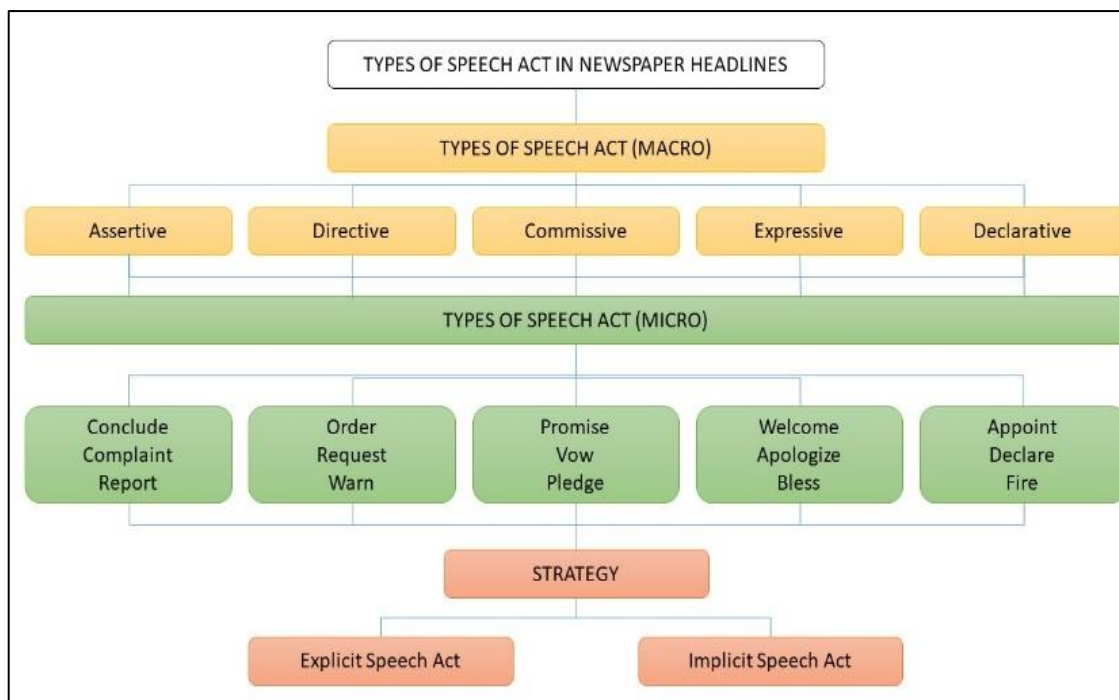 TYPES OF SPEECH ACT IN NEWSPAPER HEADLINES
TYPES OF SPEECH ACT (MACRO)
Assertive
Directive
Commissive
Expressive
Declarative
TYPES OF SPEECH ACT (MICRO)
Conclude
Complaint
Report
Order
Request
Warn
Promise
Vow
Pledge
Welcome
Apologize
Bless
Appoint
Declare
Fire
STRATEGY
Explicit Speech Act
Implicit Speech Act